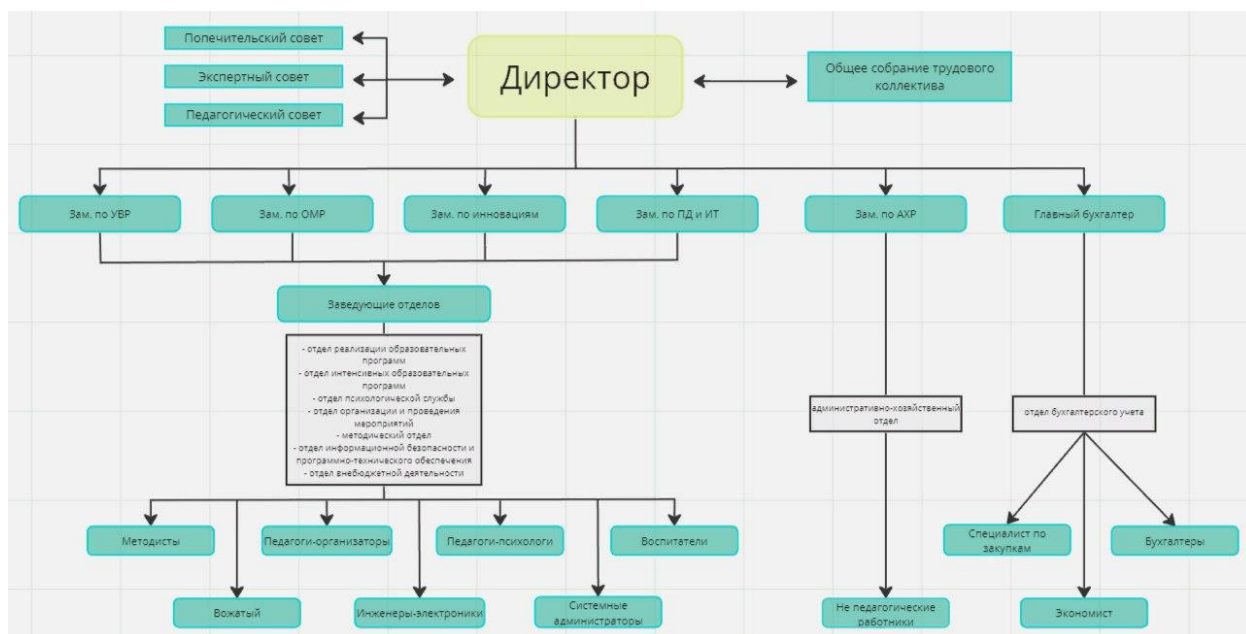 Попечительский совет
Экспертный совет
Педагогический совет
Директор
Общее собрание трудового
коллектива
Зам. по УВР
Зам. по ОМР
Зам. по инновациям
Зам. по ПД и ИТ
Зам. по АХР
Главный бухгалтер
Заведующие отделов
- отдел реализации образовательных
программ
- отдел интенсивных образовательных
программ
- отдел психологической службы
- отдел организации и проведения
мероприятий
- методический отдел
- отдел информационной безопасности и
программно-технического обеспечения
- отдел внебюджетной деятельности
административно-хозяйственный
отдел
отдел бухгалтерского учета
Методисты
Педагоги-организаторы
Педагоги-психологи
Воспитатели
Специалист по
закупкам
Бухгалтеры
Вожатый
Инженеры-электроники
Системные
администраторы
Не педагогические
работники
Экономист